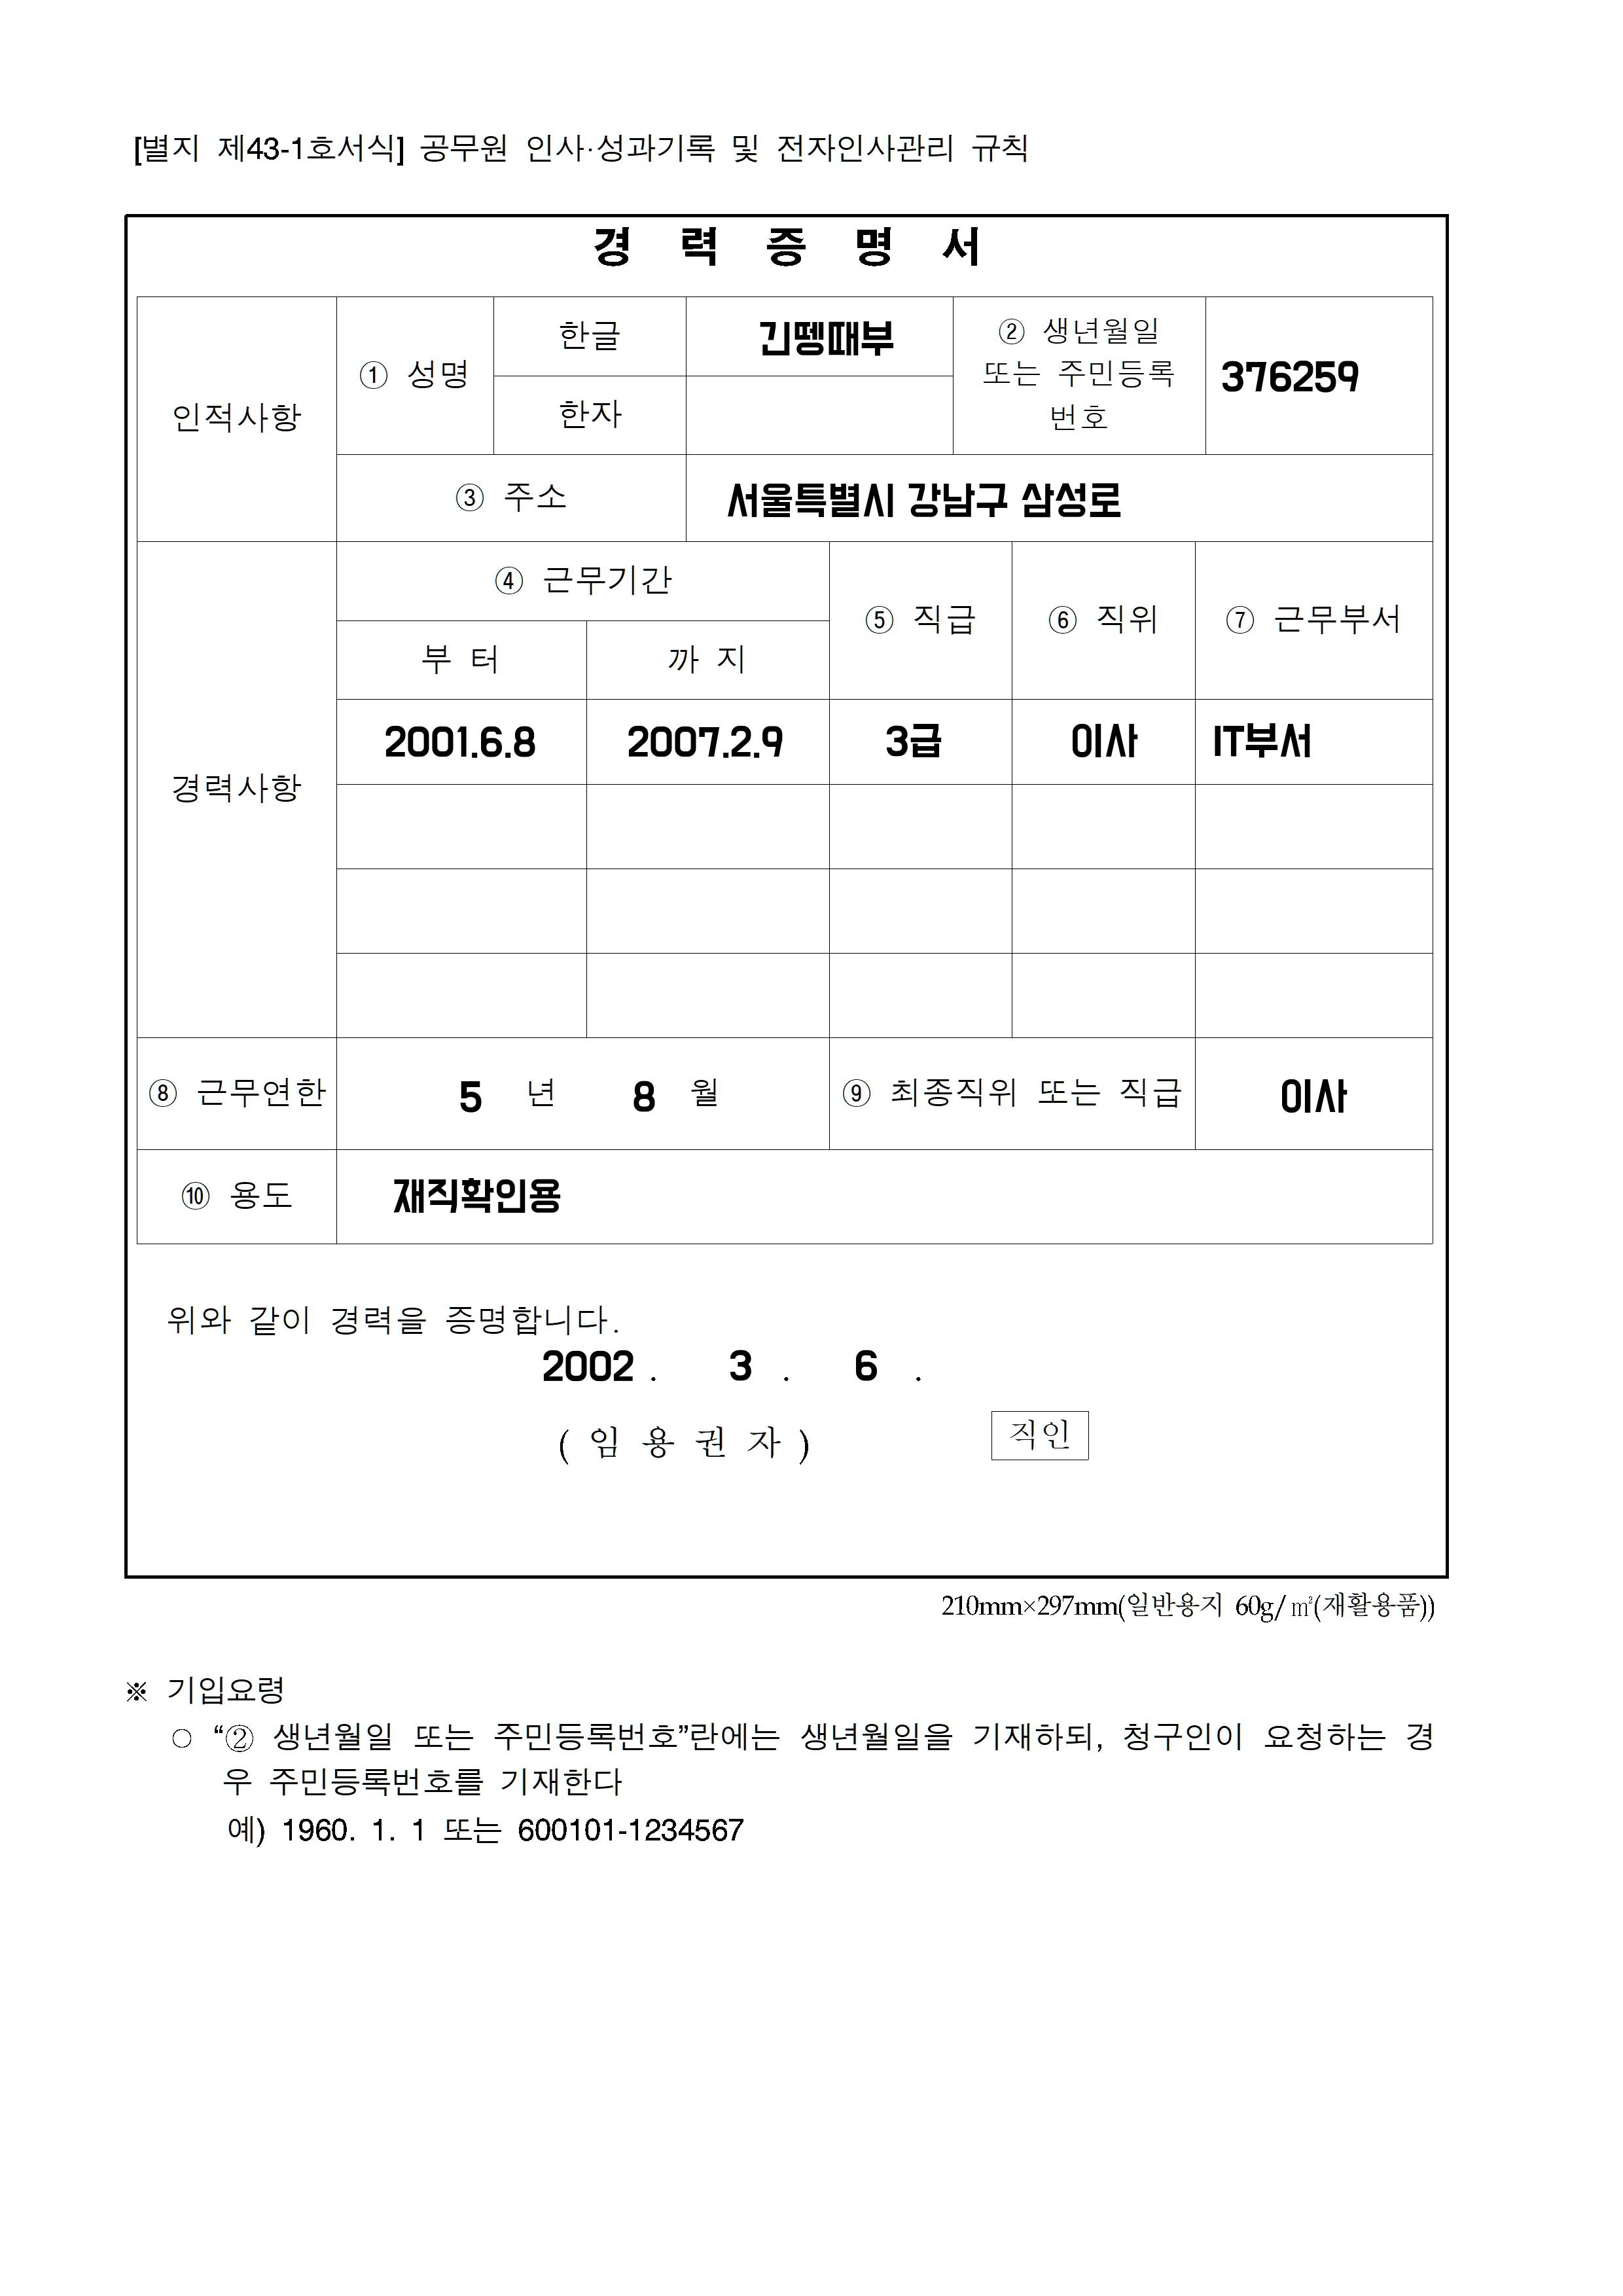 [별지 제43-1호서식] 공무원 인사·성과기록 및 전자인사관리 규칙
경 력 증 명 서
인적사항
① 성명
한글
긴뗑때부
② 생년월일
또는 주민등록
번호
376259
한자
③ 주소
서울특별시 강남구 삼성로
경력사항
④ 근무기간
⑤ 직급
⑥ 직위
⑦ 근무부서
부 터
까 지
2001.6.8
2007.2.9
3급
이사
IT부서
⑧ 근무연한
5 년 8 월
⑨ 최종직위 또는 직급
이사
⑩ 용도
재직확인용
위와 같이 경력을 증명합니다.
2002 . 3 . 6 .
( 임 용 권 자 )
직인
210mm×297mm(일반용지 60g/㎡(재활용품))
※ 기입요령
○ “② 생년월일 또는 주민등록번호”란에는 생년월일을 기재하되, 청구인이 요청하는 경
우 주민등록번호를 기재한다
예) 1960. 1. 1 또는 600101-1234567